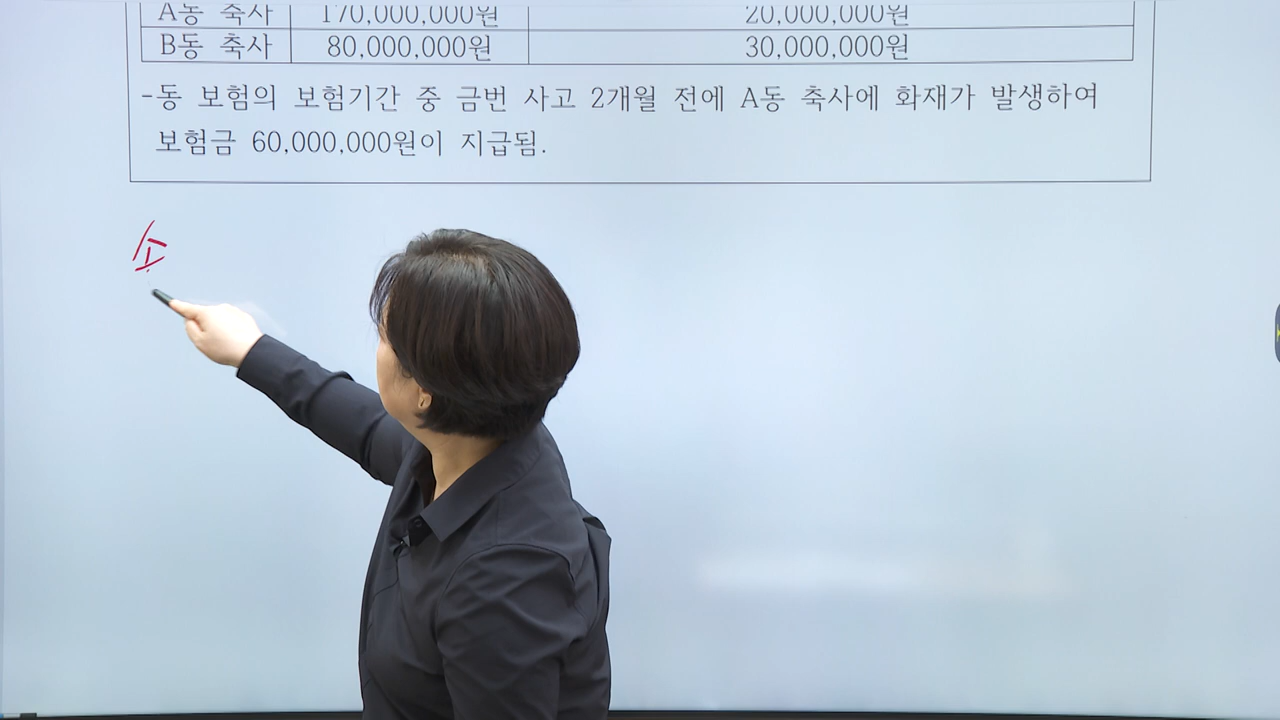 A동 축사 170,000,000원 20,000,000원
B동 축사 80,000,000원 30,000,000원
-동 보험의 보험기간 중 금번 사고 2개월 전에 A동 축사에 화재가 발생하여
보험금 60,000,000원이 지급됨.